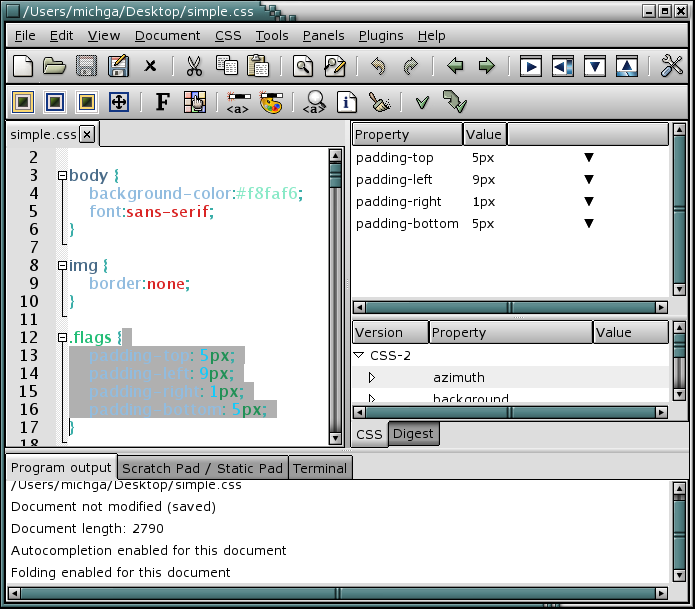 /Users/michga/Desktop/simple.css
File Edit View Document CSS Tools Panels Plugins Help
F <a> <a>
simple.css
2
3 body {
4 background-color:#f8faf6;
5 font:sans-serif;
6 }
7
8 img {
9 border:none;
10 }
11
12 .flags {
13 padding-top: 5px;
14 padding-left: 9px;
15 padding-right: 1px;
16 padding-bottom: 5px;
17 }
18
Property Value
padding-top 5px
padding-left 9px
padding-right 1px
padding-bottom 5px
Version Property Value
CSS-2
azimuth
background
CSS Digest
Program output Scratch Pad / Static Pad Terminal
/Users/michga/Desktop/simple.css
Document not modified (saved)
Document length: 2790
Autocompletion enabled for this document
Folding enabled for this document